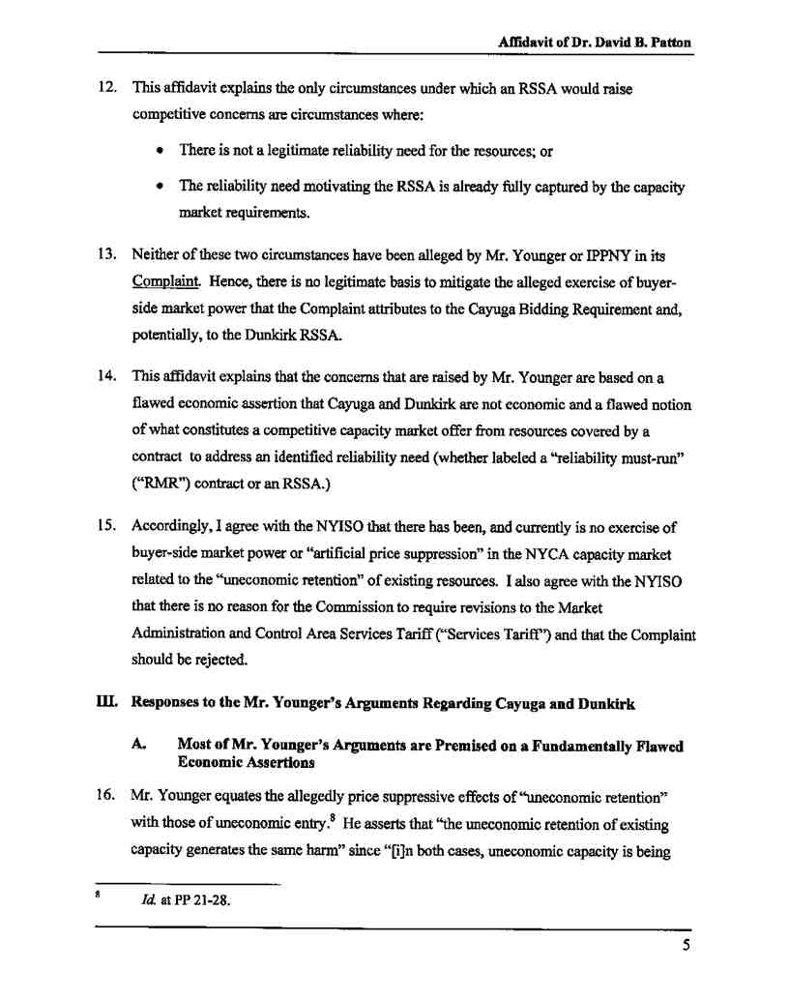 Affidavit of Dr. David B. Patton
12. This affidavit explains the only circumstances under which an RSSA would raise
competitive concerns are circumstances where:
• There is not a legitimate reliability need for the resources; or
• The reliability need motivating the RSSA is already fully captured by the capacity
market requirements.
13. Neither of these two circumstances have been alleged by Mr. Younger or IPPNY in its
Complaint. Hence, there is no legitimate basis to mitigate the alleged exercise of buyer-
side market power that the Complaint attributes to the Cayuga Bidding Requirement and,
potentially, to the Dunkirk RSSA.
14. This affidavit explains that the concerns that are raised by Mr. Younger are based on a
flawed economic assertion that Cayuga and Dunkirk are not economic and a flawed notion
of what constitutes a competitive capacity market offer from resources covered by a
contract to address an identified reliability need (whether labeled a “reliability must-run”
(“RMR”) contract or an RSSA.)
15. Accordingly, I agree with the NYISO that there has been, and currently is no exercise of
buyer-side market power or “artificial price suppression” in the NYCA capacity market
related to the “uneconomic retention” of existing resources. I also agree with the NYISO
that there is no reason for the Commission to require revisions to the Market
Administration and Control Area Services Tariff (“Services Tariff”) and that the Complaint
should be rejected.
III. Responses to the Mr. Younger’s Arguments Regarding Cayuga and Dunkirk
A. Most of Mr. Younger’s Arguments are Premised on a Fundamentally Flawed
Economic Assertions
16. Mr. Younger equates the allegedly price suppressive effects of “uneconomic retention”
with those of uneconomic entry.8 He asserts that “the uneconomic retention of existing
capacity generates the same harm” since “[i]n both cases, uneconomic capacity is being
8 Id. at PP 21-28.
5